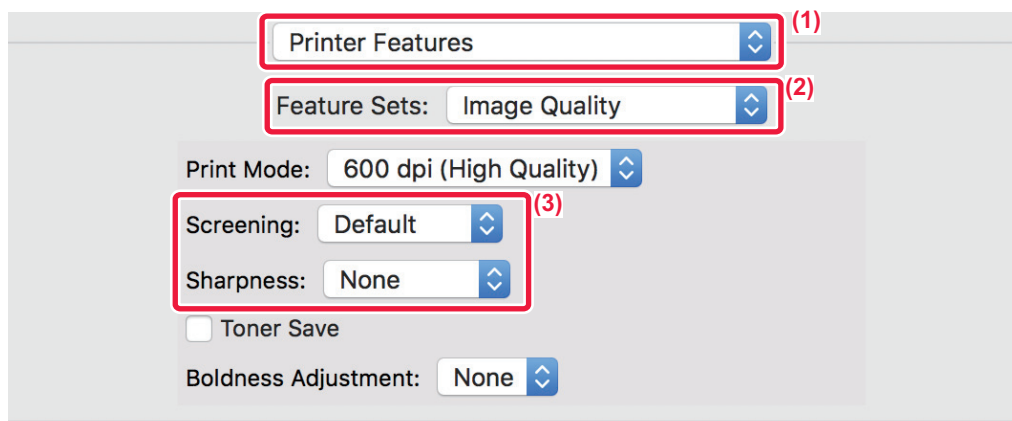 Printer Features (1)
Feature Sets: Image Quality (2)
Print Mode: 600 dpi (High Quality)
(3)
Screening: Default
Sharpness: None
Toner Save
Boldness Adjustment: None